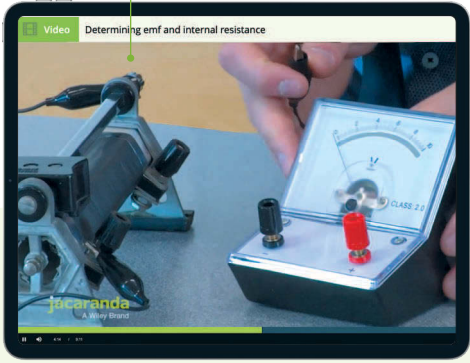 Video
Determining emf and internal resistance
V
CLASS: 2.0
jacaranda
A Wiley Brand